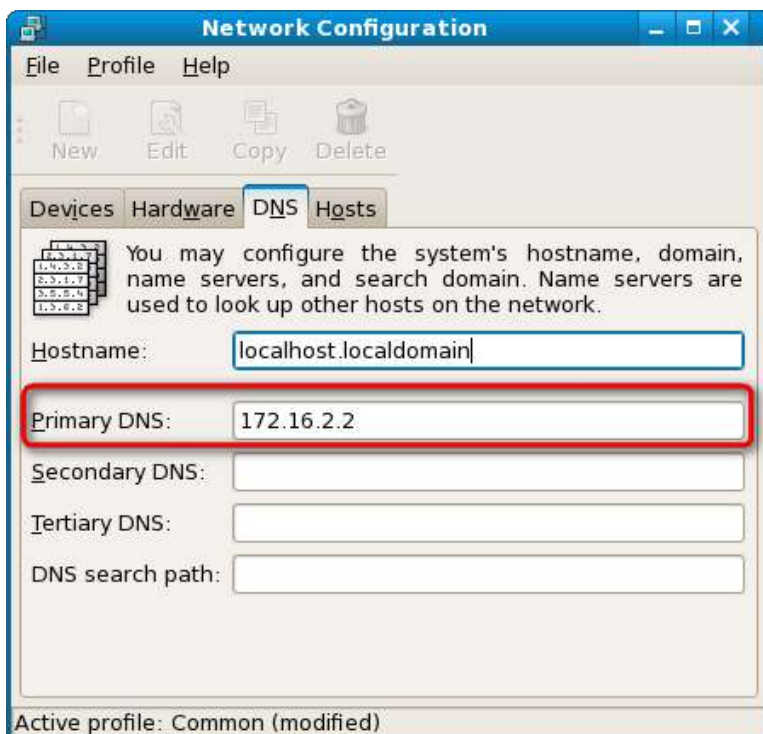 Network Configuration
File Profile Help
New Edit Copy Delete
Devices Hardware DNS Hosts
You may configure the system's hostname, domain,
name servers, and search domain. Name servers are
used to look up other hosts on the network.
Hostname: localhost.localdomain
Primary DNS: 172.16.2.2
Secondary DNS:
Tertiary DNS:
DNS search path:
Active profile: Common (modified)